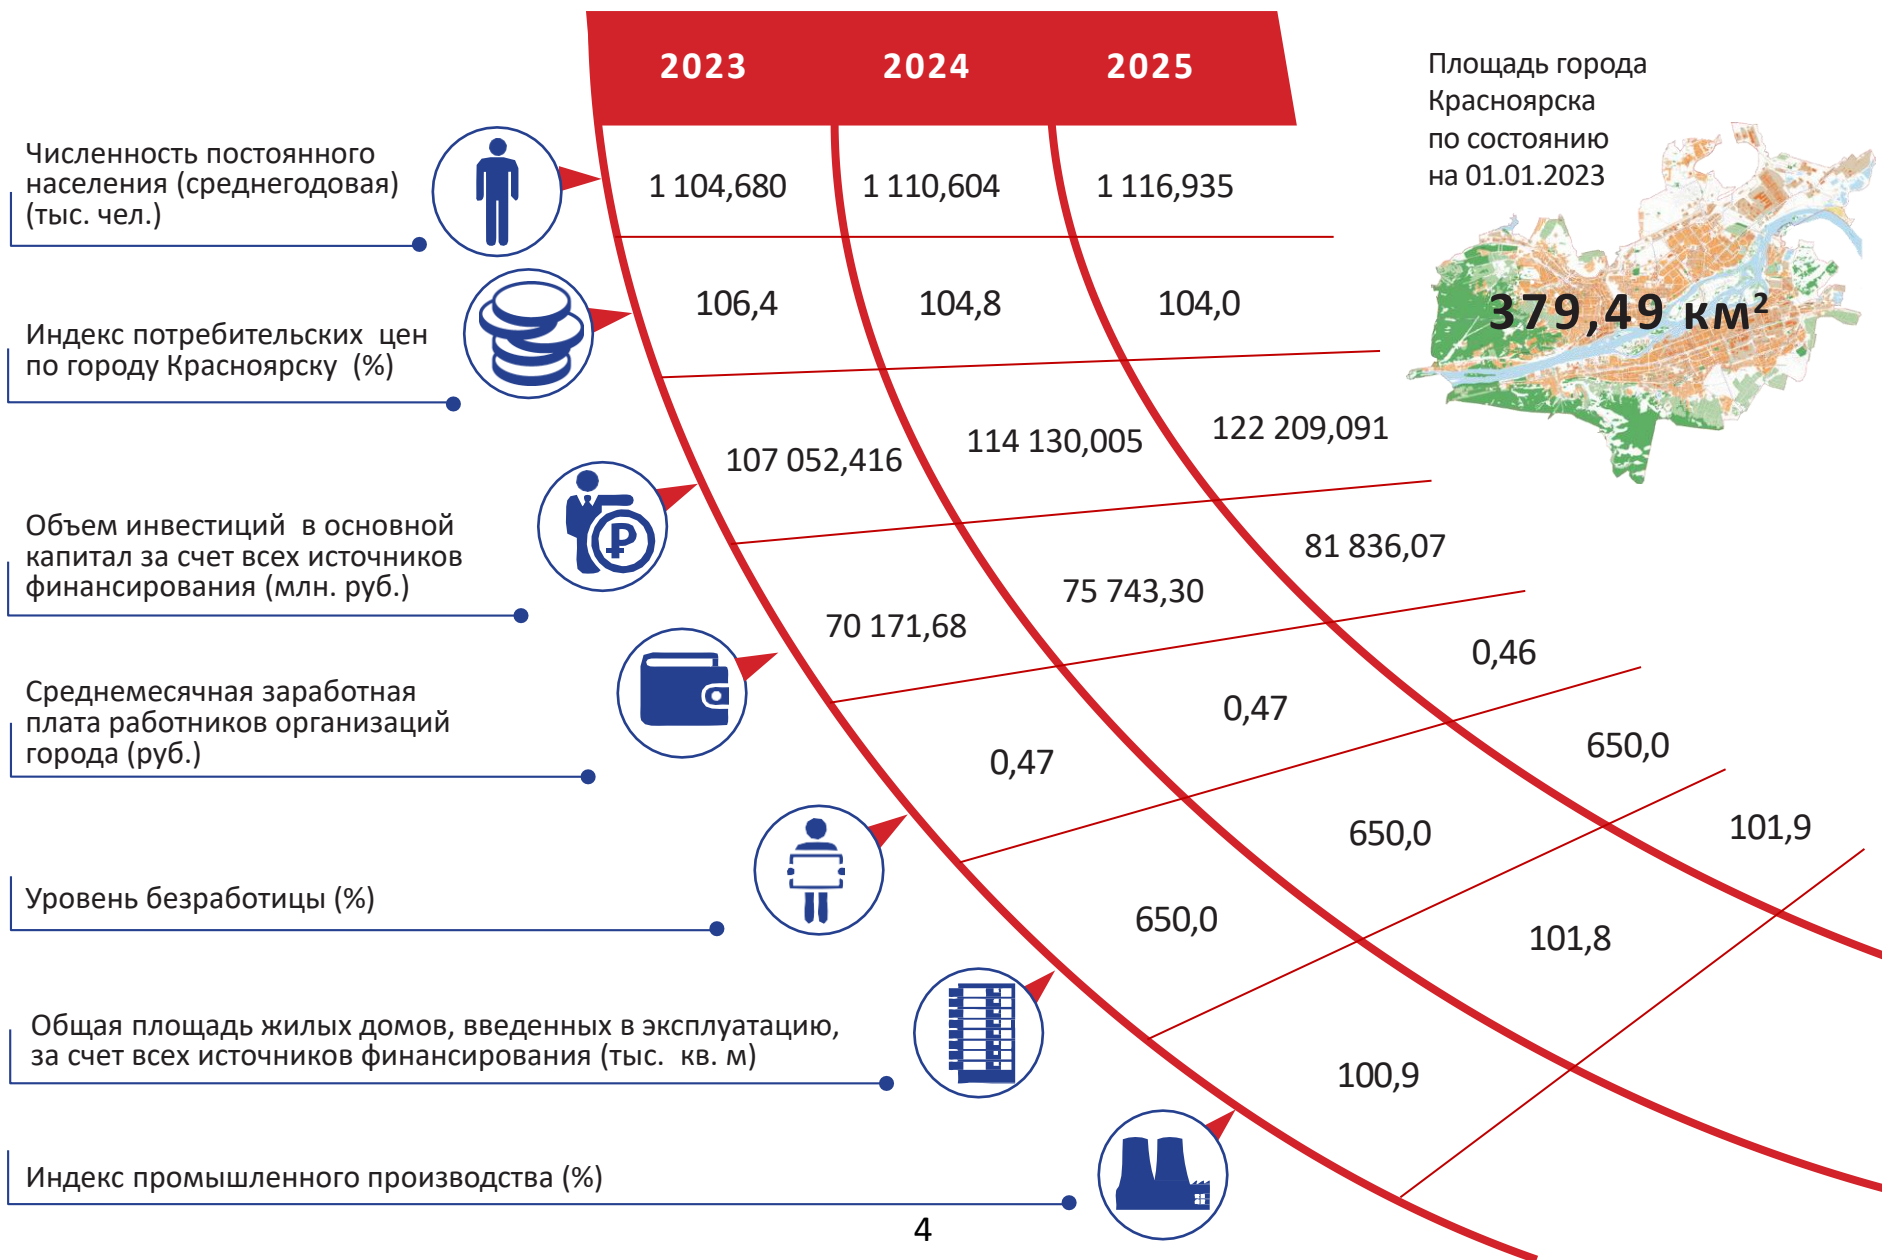 2023 2024 2025
Площадь города
Красноярска
по состоянию
на 01.01.2023
379,49 км²
Численность постоянного
населения (среднегодовая)
(тыс. чел.)
1 104,680 1 110,604 1 116,935
Индекс потребительских цен
по городу Красноярску (%)
106,4 104,8 104,0
Объем инвестиций в основной
капитал за счет всех источников
финансирования (млн. руб.)
107 052,416 114 130,005 122 209,091
Среднемесячная заработная
плата работников организаций
города (руб.)
70 171,68 75 743,30 81 836,07
Уровень безработицы (%)
0,47 0,47 0,46
Общая площадь жилых домов, введенных в эксплуатацию,
за счет всех источников финансирования (тыс. кв. м)
650,0 650,0 650,0
Индекс промышленного производства (%)
100,9 101,8 101,9
4